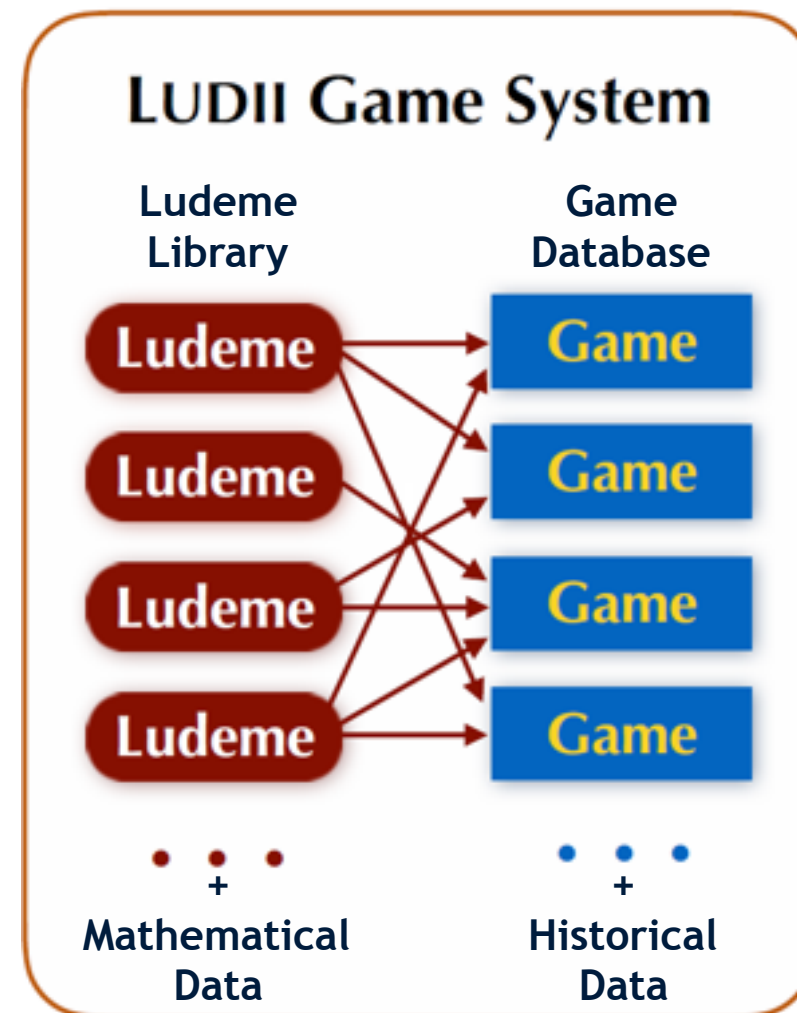 LUDII Game System
Ludeme
Library
Game
Database
Ludeme
Game
Ludeme
Game
Ludeme
Game
Ludeme
Game
• • •
• • •
+
+
Mathematical
Data
Historical
Data